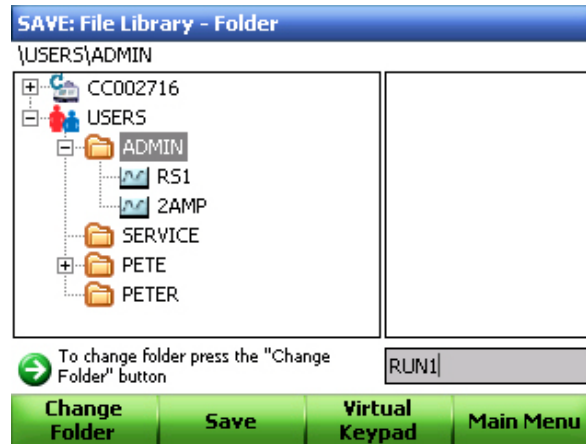 SAVE: File Library - Folder
\USERS\ADMIN
CC002716
USERS
ADMIN
RS1
2AMP
SERVICE
PETE
PETER
To change folder press the "Change
Folder" button
RUN1
Change
Folder
Save
Virtual
Keypad
Main Menu